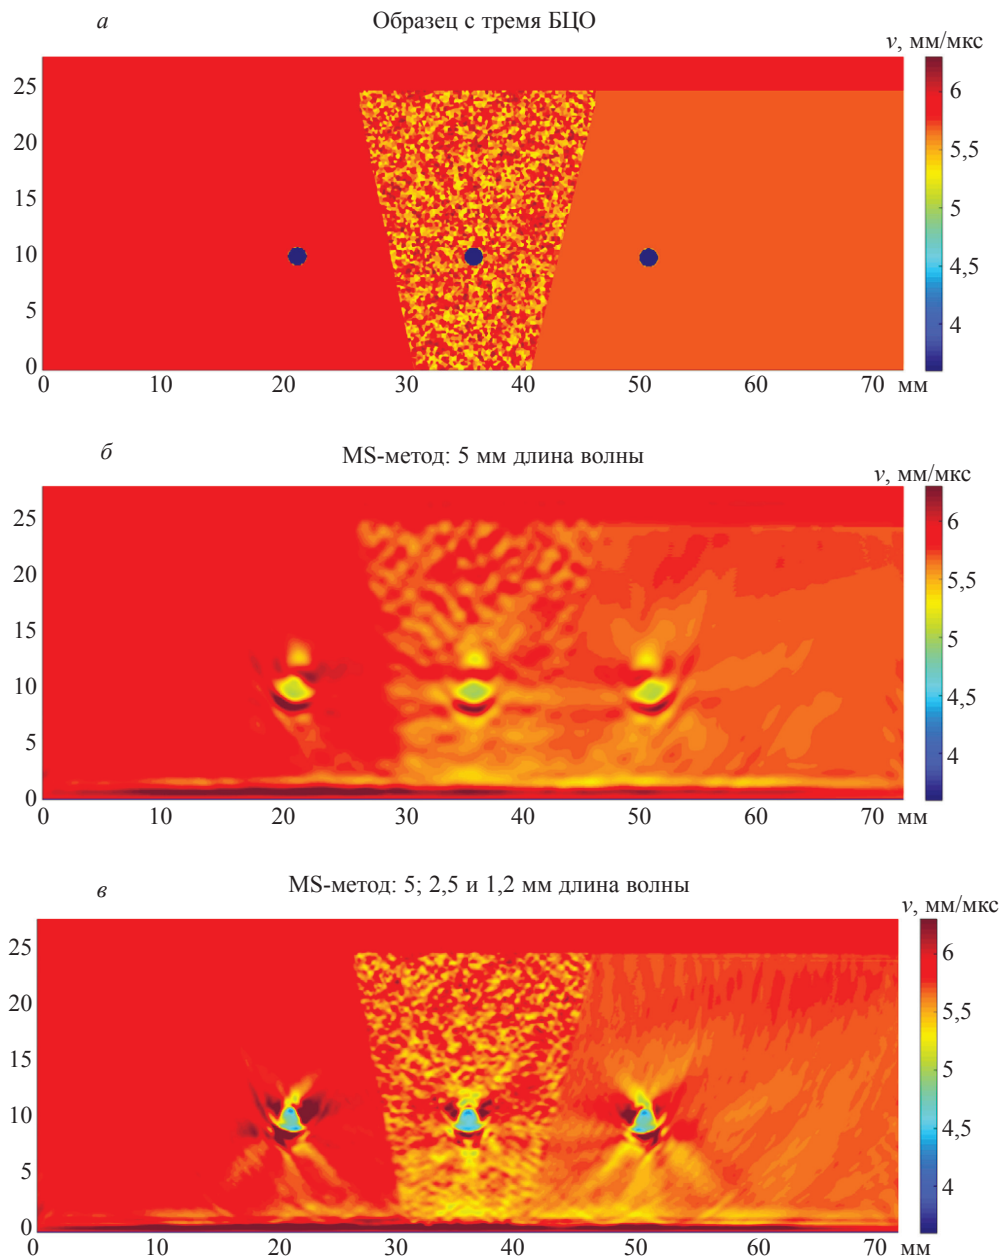 а
Образец с тремя БЦО
v, мм/мкс
25
20
15
10
5
0
0 10 20 30 40 50 60 70 мм
6
5,5
5
4,5
4
б
MS-метод: 5 мм длина волны
v, мм/мкс
25
20
15
10
5
0
0 10 20 30 40 50 60 70 мм
6
5,5
5
4,5
4
в
MS-метод: 5; 2,5 и 1,2 мм длина волны
v, мм/мкс
25
20
15
10
5
0
0 10 20 30 40 50 60 70 мм
6
5,5
5
4,5
4